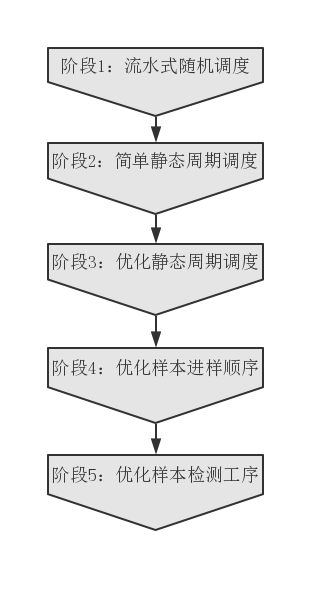 阶段1：流水式随机调度
阶段2：简单静态周期调度
阶段3：优化静态周期调度
阶段4：优化样本进样顺序
阶段5：优化样本检测工序